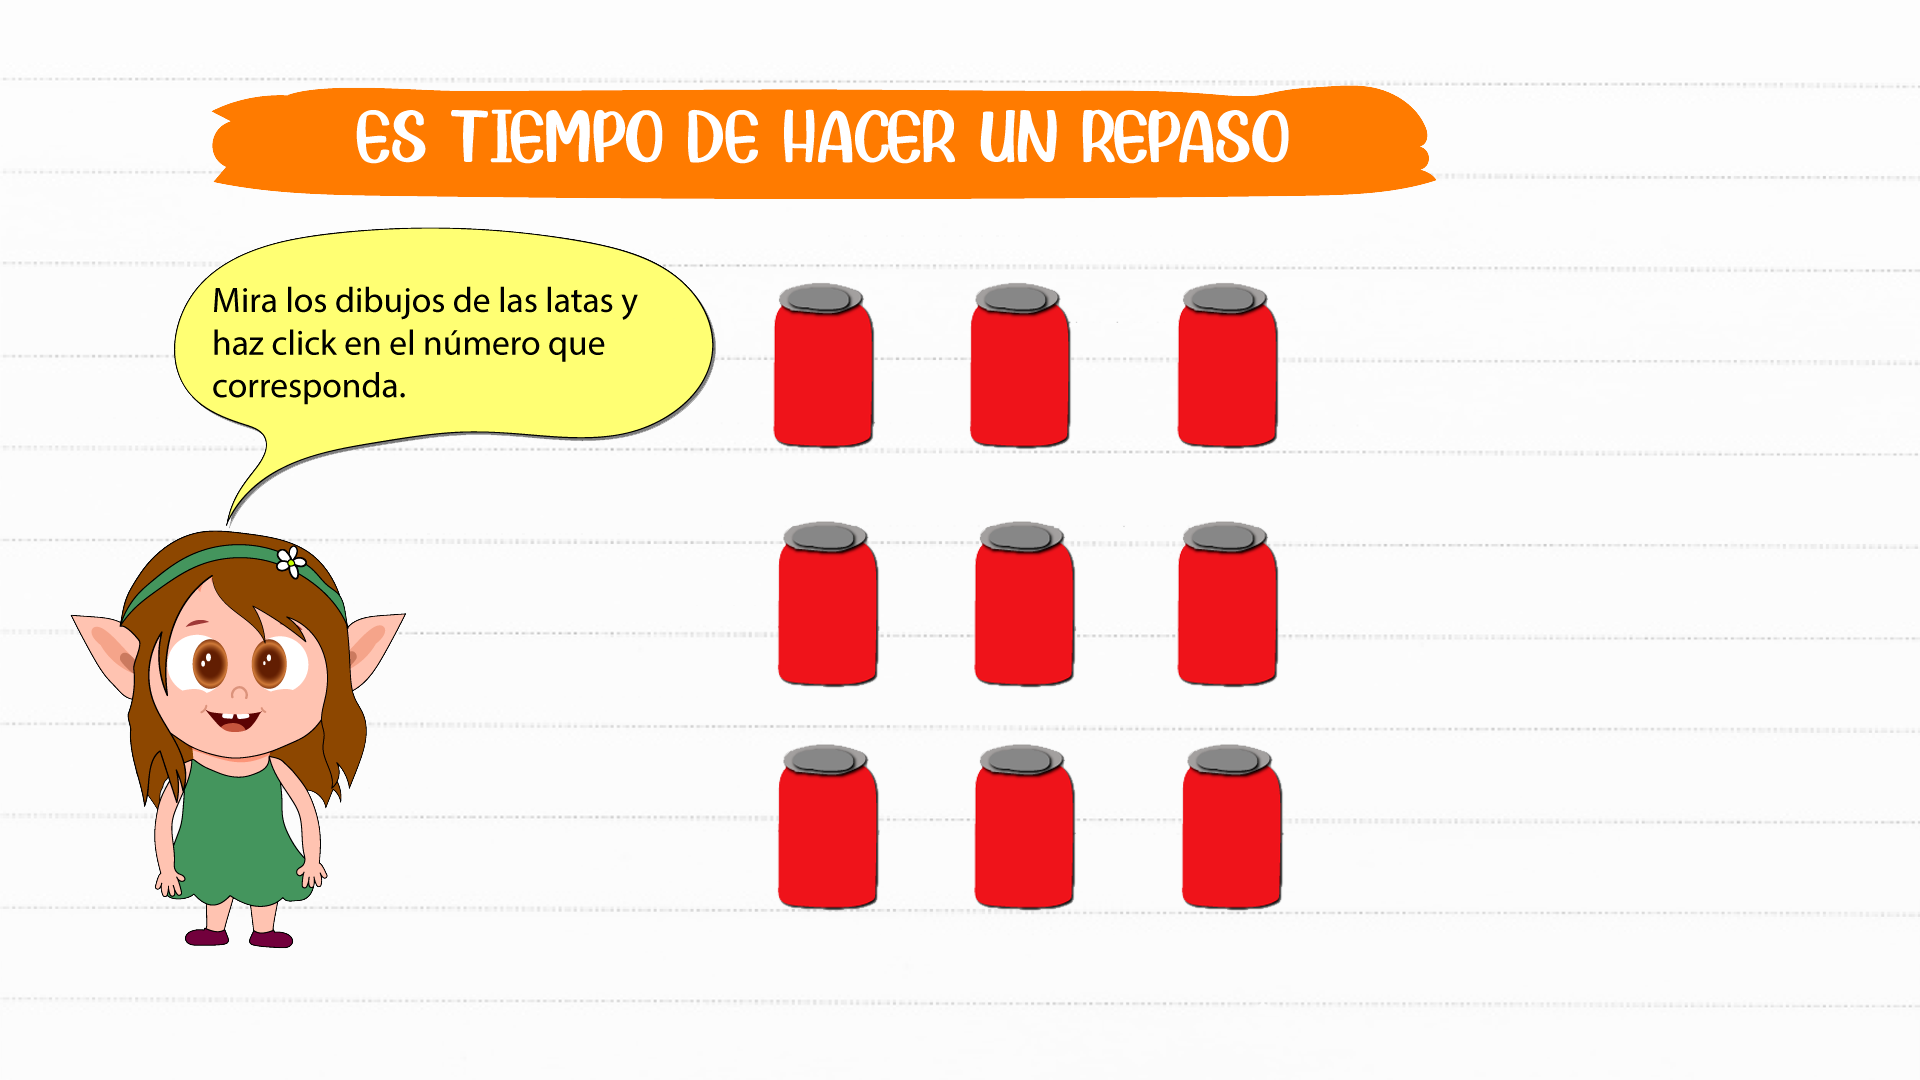 ES TIEMPO DE HACER UN REPASO
Mira los dibujos de las latas y
haz click en el número que
corresponda.